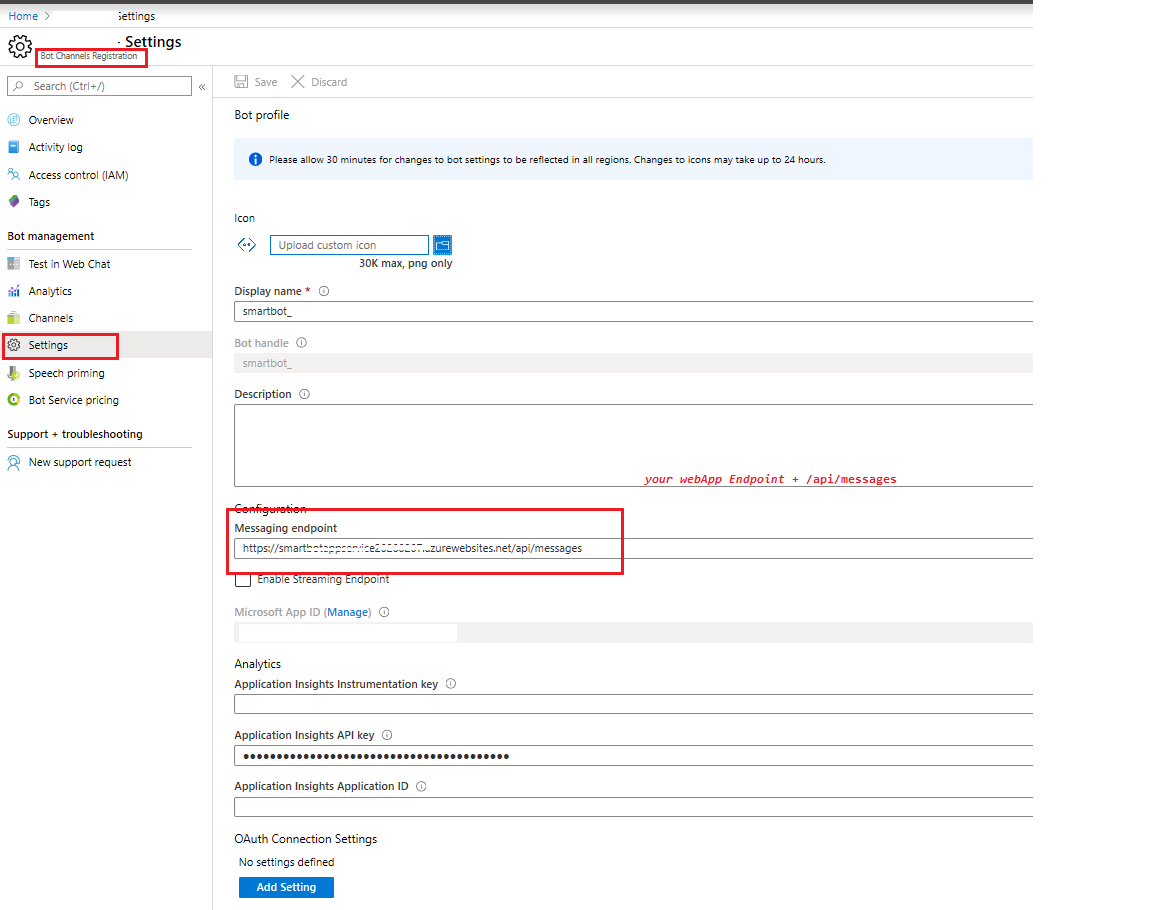 Home >
Settings
Settings
Bot Channels Registration
Search (Ctrl+/)
«
Overview
Activity log
Access control (IAM)
Tags
Bot management
Test in Web Chat
Analytics
Channels
Settings
Speech priming
Bot Service pricing
Support + troubleshooting
New support request
Save Discard
Bot profile
Please allow 30 minutes for changes to bot settings to be reflected in all regions. Changes to icons may take up to 24 hours.
Icon
Upload custom icon
30K max, png only
Display name *
smartbot_
Bot handle
smartbot_
Description
your webApp Endpoint + /api/messages
Configuration
Messaging endpoint
zurewebsites.net/api/messages
Enable Streaming Endpoint
Microsoft App ID (Manage)
Analytics
Application Insights Instrumentation key
Application Insights API key
Application Insights Application ID
OAuth Connection Settings
No settings defined
Add Setting